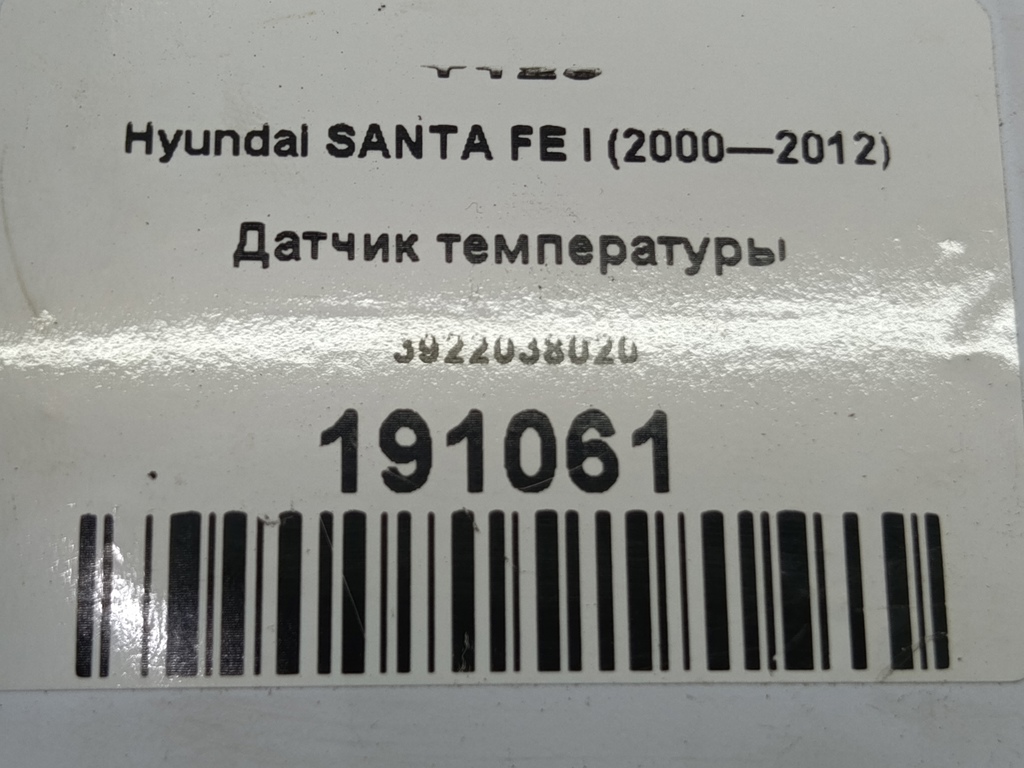 Hyundai SANTA FE I (2000—2012)
Датчик температуры
3922038020
191061